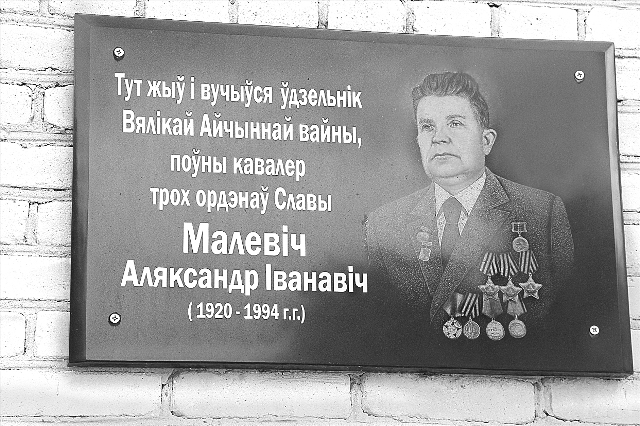 Тут жыў і вучыўся ўдзельнік
Вялікай Айчыннай вайны,
поўны кавалер
трох ордэнаў Славы
Малевіч
Аляксандр Іванавіч
( 1920 - 1994 г.г.)